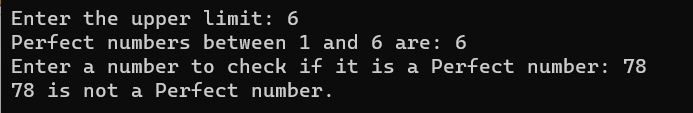 Enter the upper limit: 6
Perfect numbers between 1 and 6 are: 6
Enter a number to check if it is a Perfect number: 78
78 is not a Perfect number.